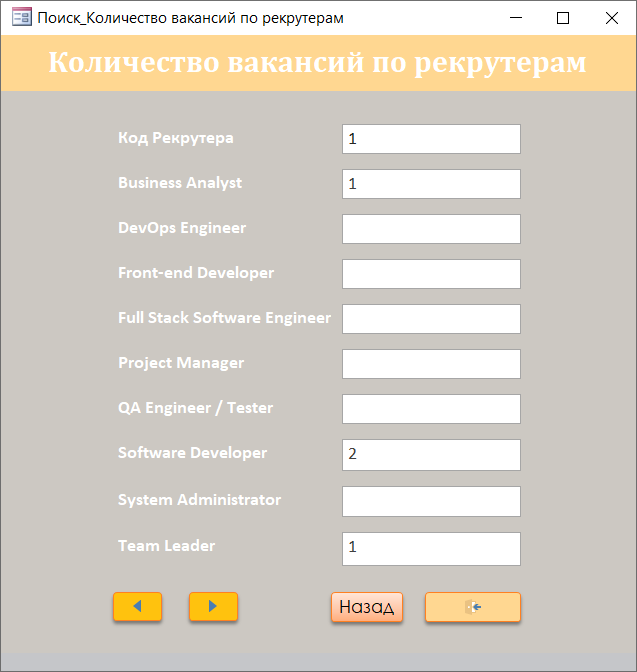 Поиск_Количество вакансий по рекрутерам
Количество вакансий по рекрутерам
Код Рекрутера 1
Business Analyst 1
DevOps Engineer
Front-end Developer
Full Stack Software Engineer
Project Manager
QA Engineer / Tester
Software Developer 2
System Administrator
Team Leader 1
Назад